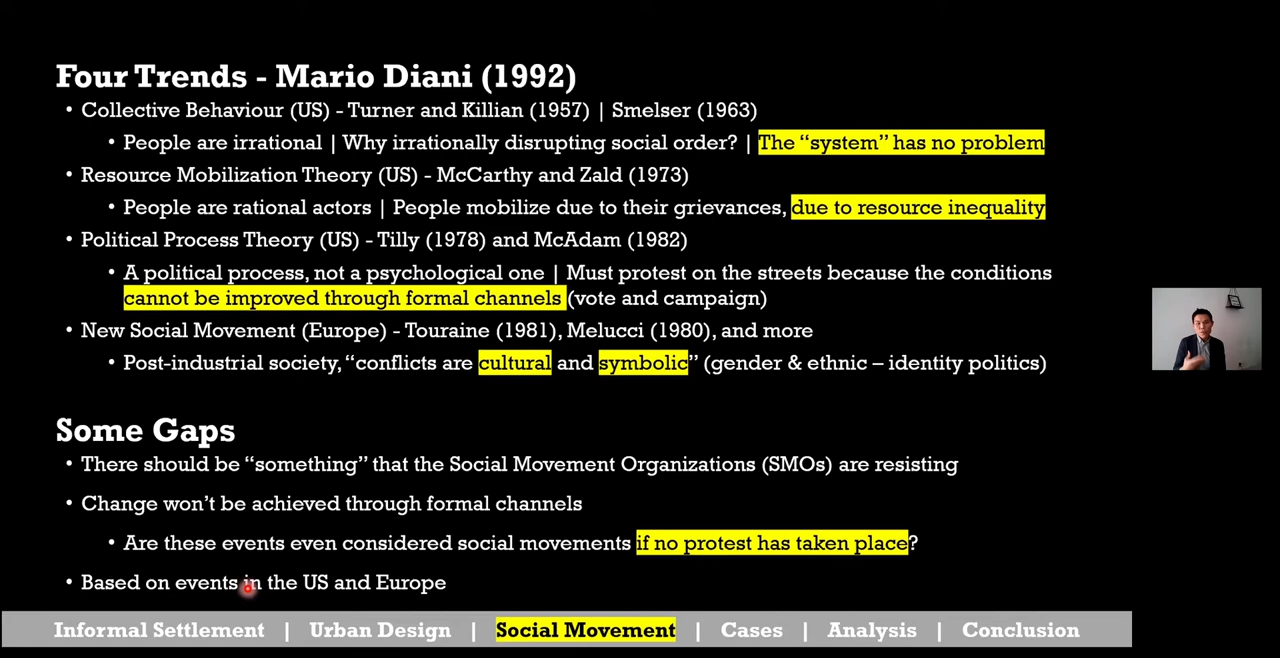 Four Trends - Mario Diani (1992)
• Collective Behaviour (US) - Turner and Killian (1957) | Smelser (1963)
• People are irrational | Why irrationally disrupting social order? | The “system” has no problem
• Resource Mobilization Theory (US) - McCarthy and Zald (1973)
• People are rational actors | People mobilize due to their grievances, due to resource inequality
• Political Process Theory (US) - Tilly (1978) and McAdam (1982)
• A political process, not a psychological one | Must protest on the streets because the conditions
cannot be improved through formal channels (vote and campaign)
• New Social Movement (Europe) - Touraine (1981), Melucci (1980), and more
• Post-industrial society, “conflicts are cultural and symbolic” (gender & ethnic – identity politics)
Some Gaps
• There should be “something” that the Social Movement Organizations (SMOs) are resisting
• Change won’t be achieved through formal channels
• Are these events even considered social movements if no protest has taken place?
• Based on events in the US and Europe
Informal Settlement | Urban Design | Social Movement | Cases | Analysis | Conclusion